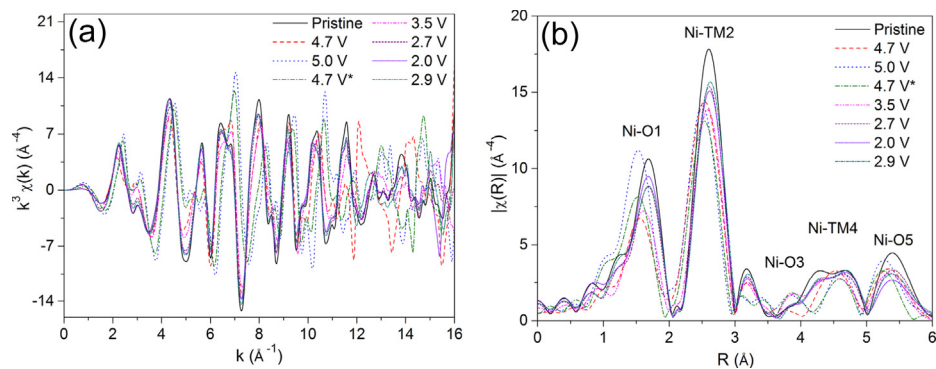 (a)
Pristine
4.7 V
5.0 V
4.7 V*
3.5 V
2.7 V
2.0 V
2.9 V
k³ χ(k) (Å⁻⁴)
21
14
7
0
-7
-14
0 2 4 6 8 10 12 14 16
k (Å⁻¹)
(b)
Ni-TM2
Pristine
4.7 V
5.0 V
4.7 V*
3.5 V
2.7 V
2.0 V
2.9 V
Ni-O1
Ni-TM4
Ni-O3
Ni-O5
|χ(R)| (Å⁻⁴)
20
15
10
5
0
0 1 2 3 4 5 6
R (Å)